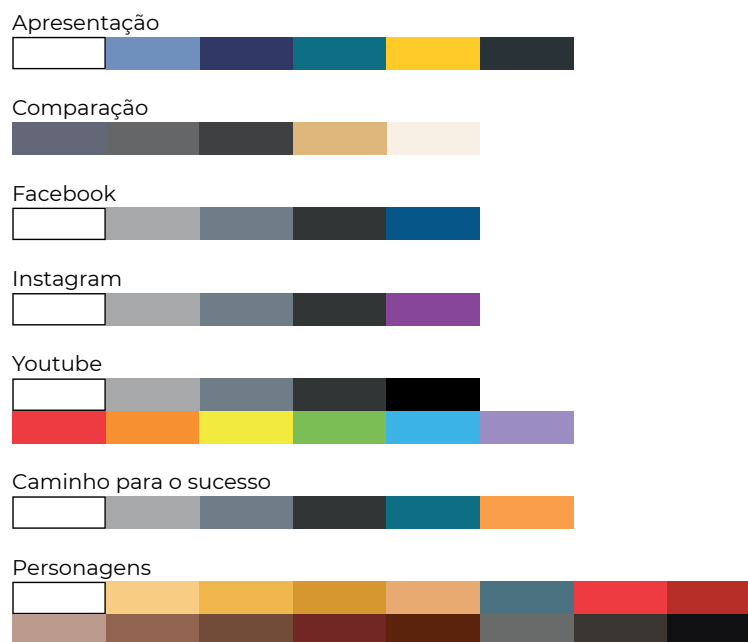 Apresentação
Comparação
Facebook
Instagram
Youtube
Caminho para o sucesso
Personagens